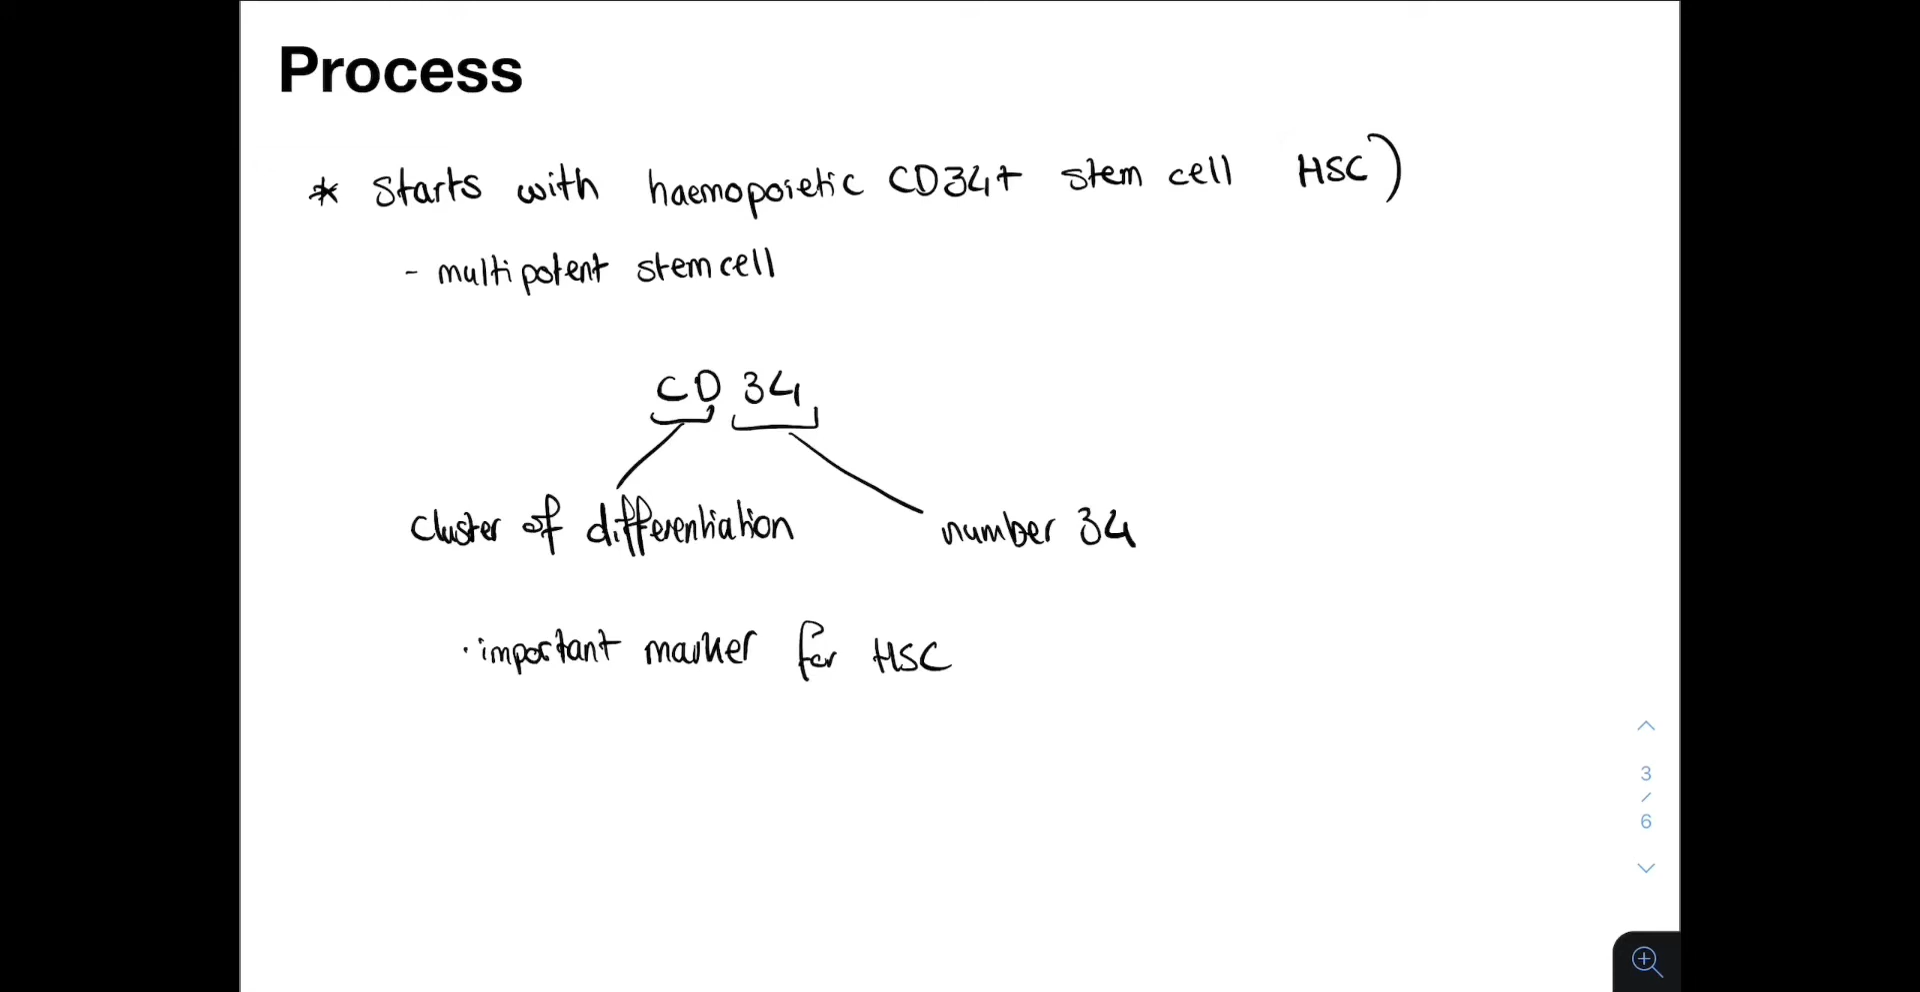 Process
* Starts with haemopoietic CD34+ stem cell HSC)
- multipotent stem cell
CD 34
cluster of differentiation number 34
· important marker for HSC
3
/
6